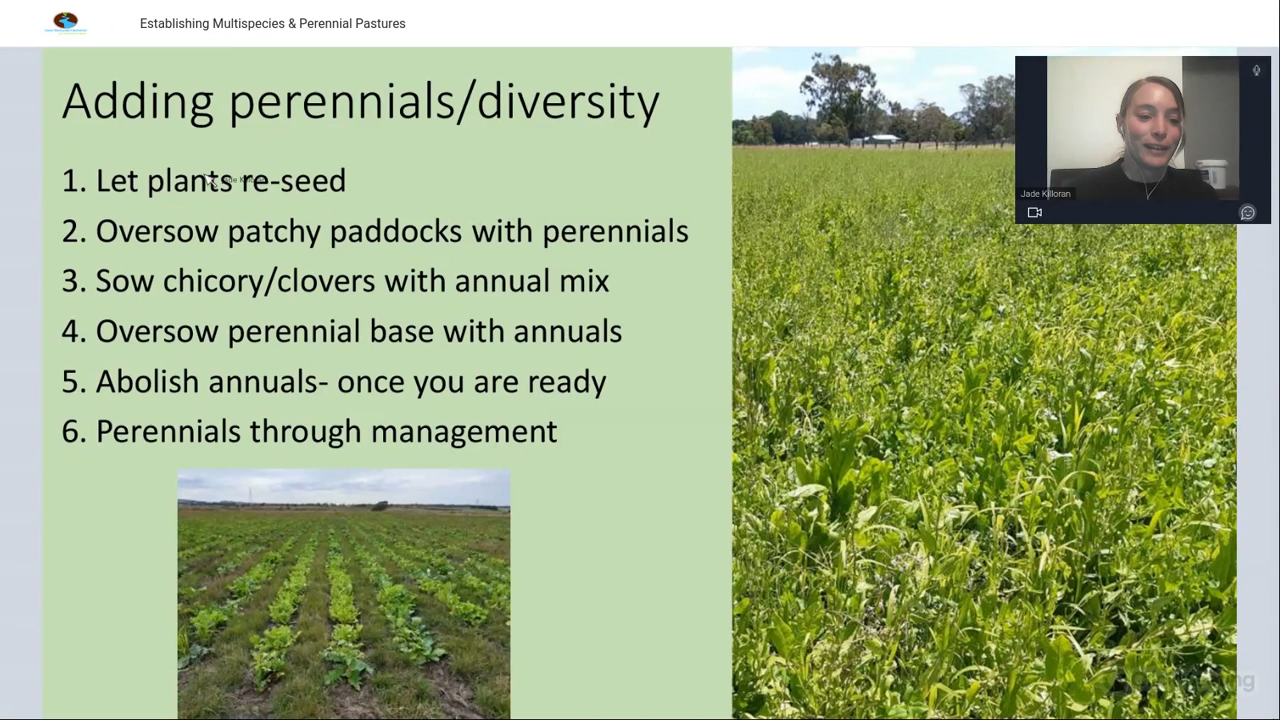 Establishing Multispecies & Perennial Pastures
Adding perennials/diversity
1. Let plants re-seed
2. Oversow patchy paddocks with perennials
3. Sow chicory/clovers with annual mix
4. Oversow perennial base with annuals
5. Abolish annuals- once you are ready
6. Perennials through management
Jade Killoran